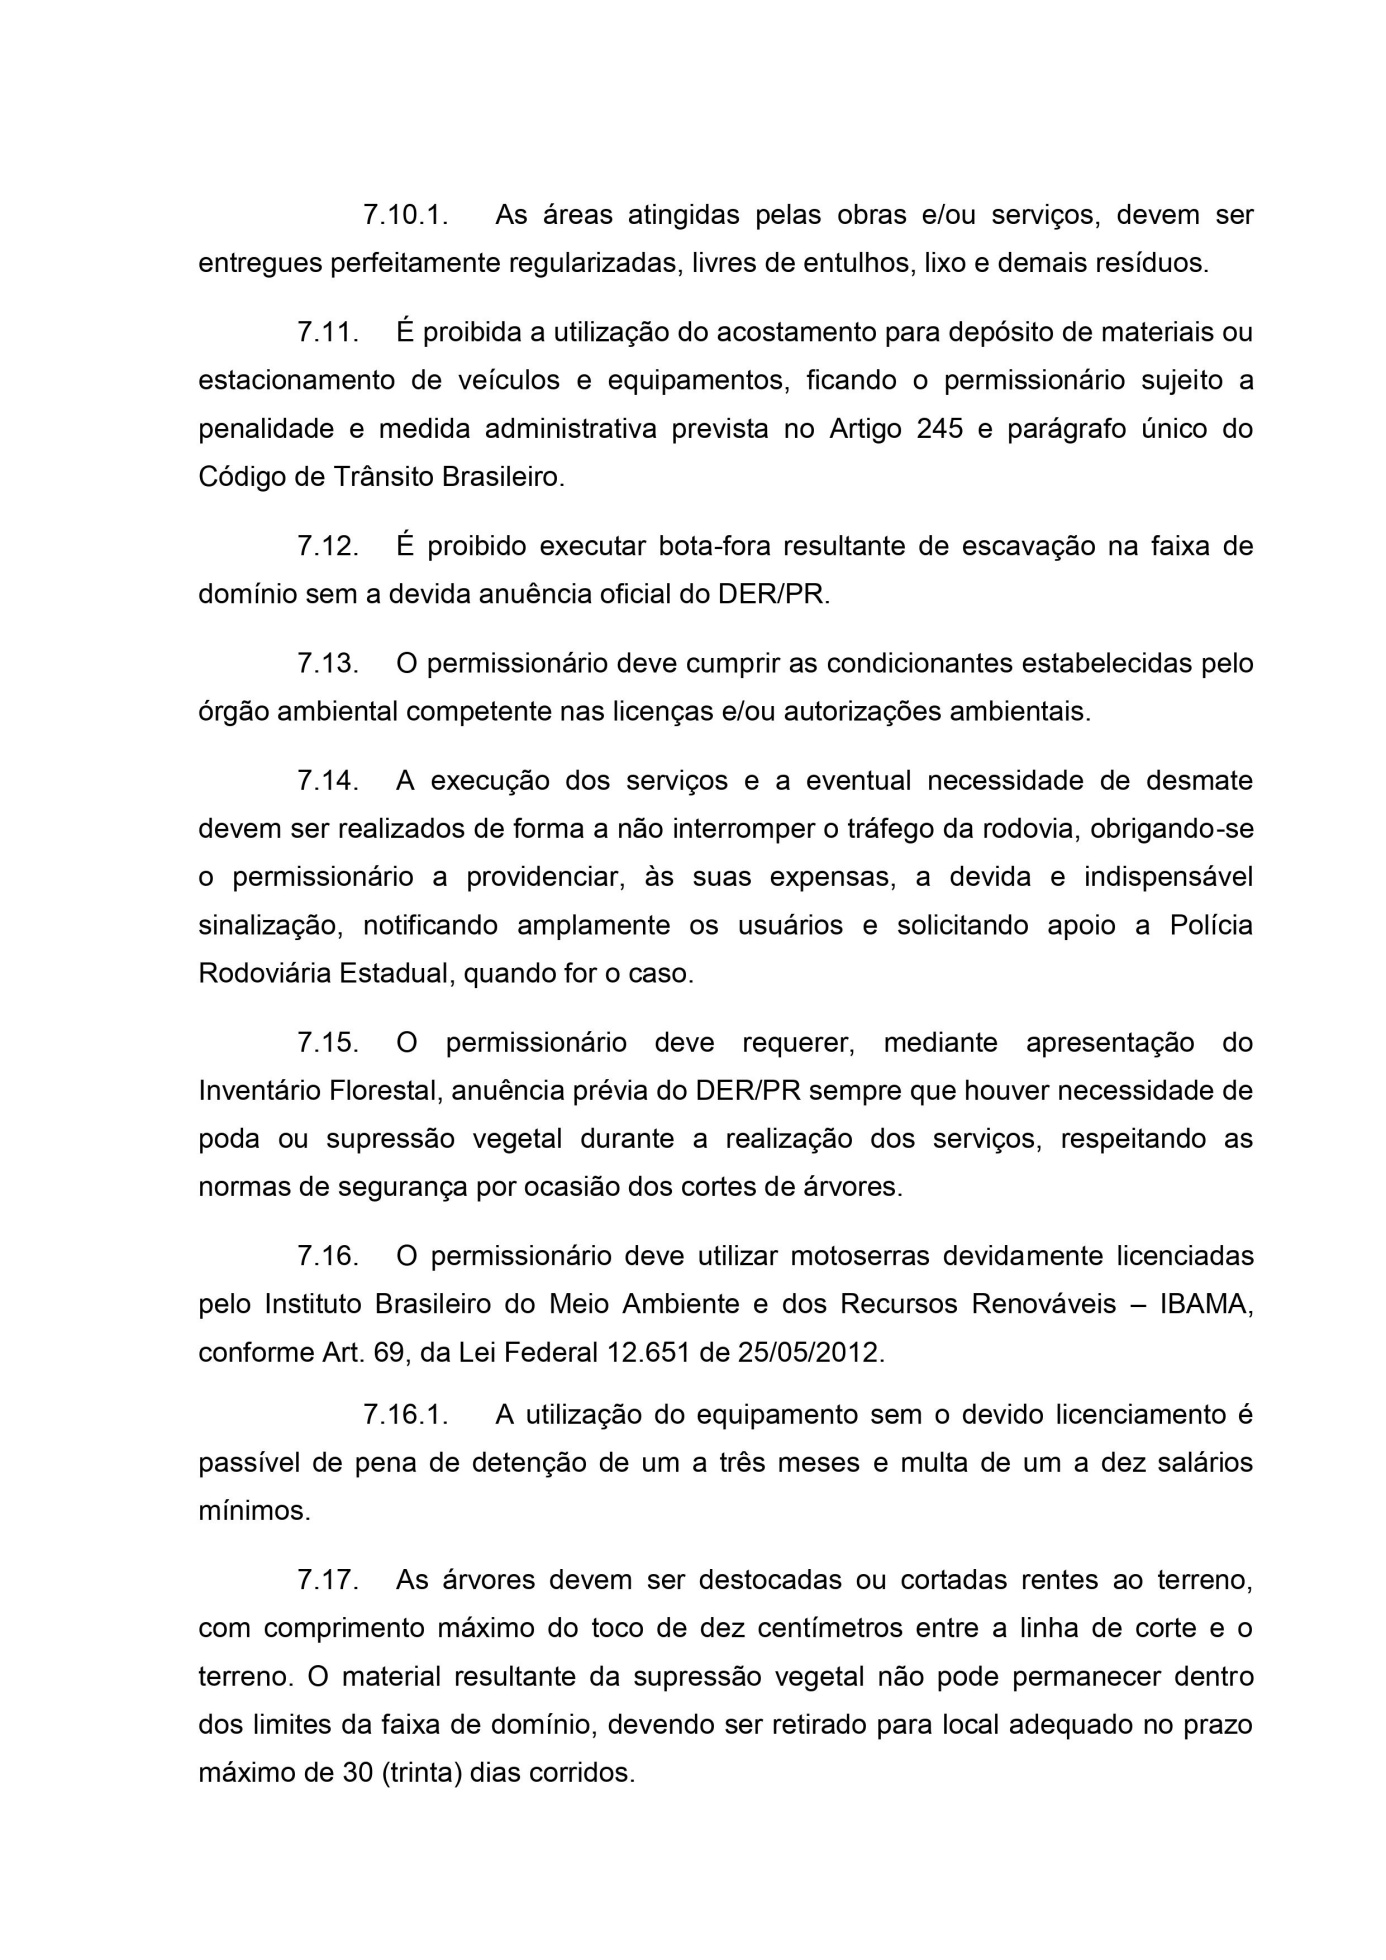 7.10.1. As áreas atingidas pelas obras e/ou serviços, devem ser
entregues perfeitamente regularizadas, livres de entulhos, lixo e demais resíduos.
7.11. É proibida a utilização do acostamento para depósito de materiais ou
estacionamento de veículos e equipamentos, ficando o permissionário sujeito a
penalidade e medida administrativa prevista no Artigo 245 e parágrafo único do
Código de Trânsito Brasileiro.
7.12. É proibido executar bota-fora resultante de escavação na faixa de
domínio sem a devida anuência oficial do DER/PR.
7.13. O permissionário deve cumprir as condicionantes estabelecidas pelo
órgão ambiental competente nas licenças e/ou autorizações ambientais.
7.14. A execução dos serviços e a eventual necessidade de desmate
devem ser realizados de forma a não interromper o tráfego da rodovia, obrigando-se
o permissionário a providenciar, às suas expensas, a devida e indispensável
sinalização, notificando amplamente os usuários e solicitando apoio a Polícia
Rodoviária Estadual, quando for o caso.
7.15. O permissionário deve requerer, mediante apresentação do
Inventário Florestal, anuência prévia do DER/PR sempre que houver necessidade de
poda ou supressão vegetal durante a realização dos serviços, respeitando as
normas de segurança por ocasião dos cortes de árvores.
7.16. O permissionário deve utilizar motoserras devidamente licenciadas
pelo Instituto Brasileiro do Meio Ambiente e dos Recursos Renováveis – IBAMA,
conforme Art. 69, da Lei Federal 12.651 de 25/05/2012.
7.16.1. A utilização do equipamento sem o devido licenciamento é
passível de pena de detenção de um a três meses e multa de um a dez salários
mínimos.
7.17. As árvores devem ser destocadas ou cortadas rentes ao terreno,
com comprimento máximo do toco de dez centímetros entre a linha de corte e o
terreno. O material resultante da supressão vegetal não pode permanecer dentro
dos limites da faixa de domínio, devendo ser retirado para local adequado no prazo
máximo de 30 (trinta) dias corridos.